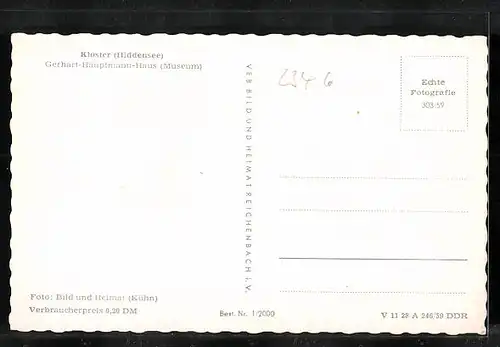 Kloster (Hiddensee)
Gerhart-Hauptmann-Haus (Museum)
2346
Echte
Fotografie
303/59
VEB BILD UND HEIMAT REICHENBACH I. V.
Foto: Bild und Heimat (Kühn)
Verbraucherpreis 0,20 DM
Best. Nr. 1/2000
V 11 29 A 246/59 DDR